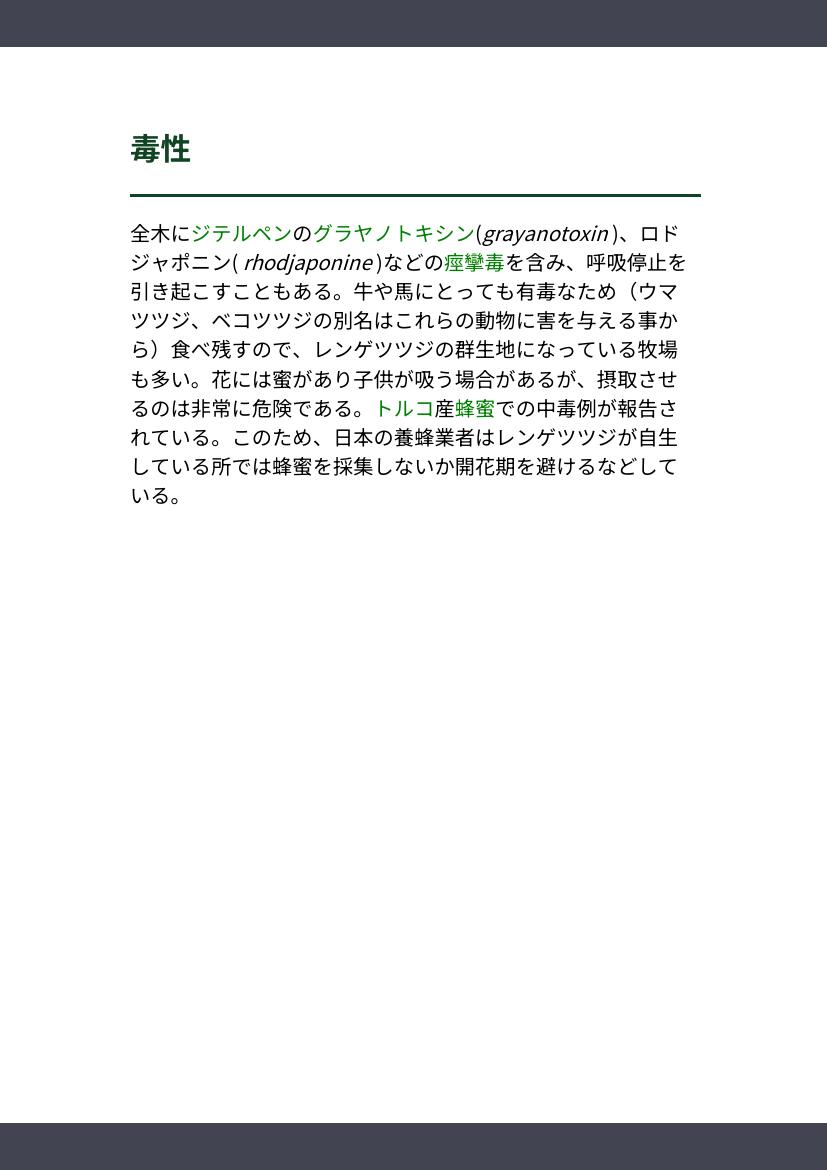 毒性
全木にジテルペンのグラヤノトキシン(grayanotoxin )、ロド
ジャポニン( rhodjaponine )などの痙攣毒を含み、呼吸停止を
引き起こすこともある。牛や馬にとっても有毒なため（ウマ
ツツジ、ベコツツジの別名はこれらの動物に害を与える事か
ら）食べ残すので、レンゲツツジの群生地になっている牧場
も多い。花には蜜があり子供が吸う場合があるが、摂取させ
るのは非常に危険である。トルコ産蜂蜜での中毒例が報告さ
れている。このため、日本の養蜂業者はレンゲツツジが自生
している所では蜂蜜を採集しないか開花期を避けるなどして
いる。